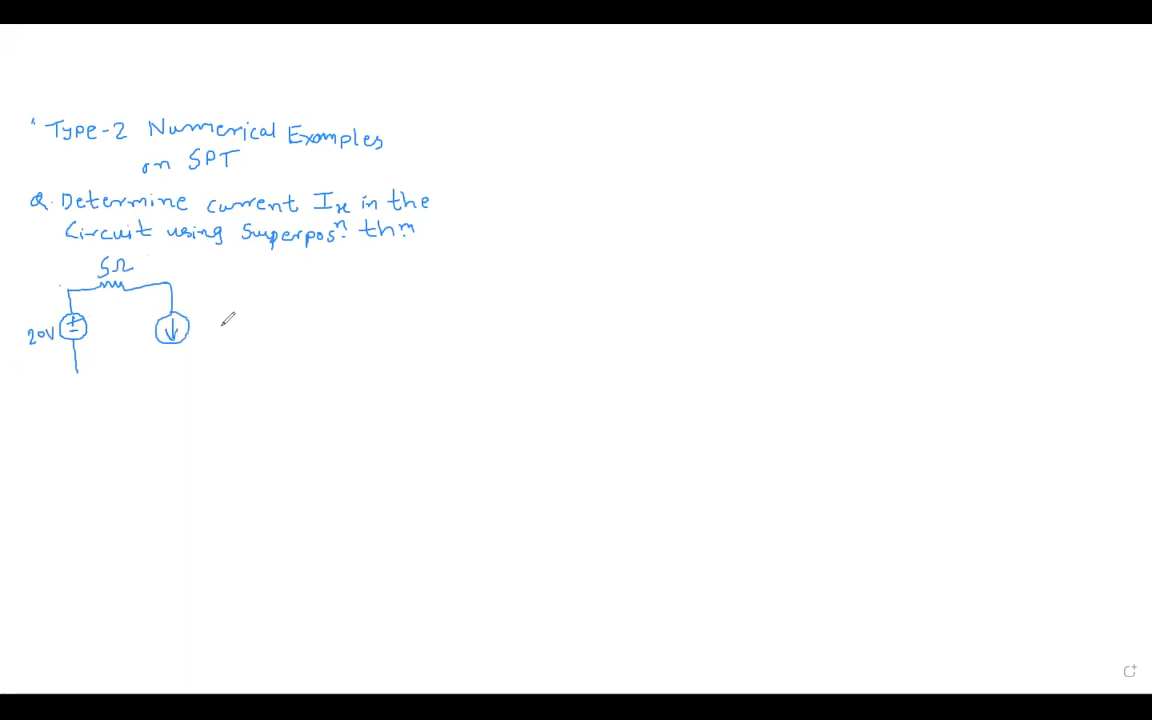 "Type-2 Numerical Examples
on SPT
Q. Determine current Ix in the
Circuit using Superposⁿ. thm
5Ω
20V